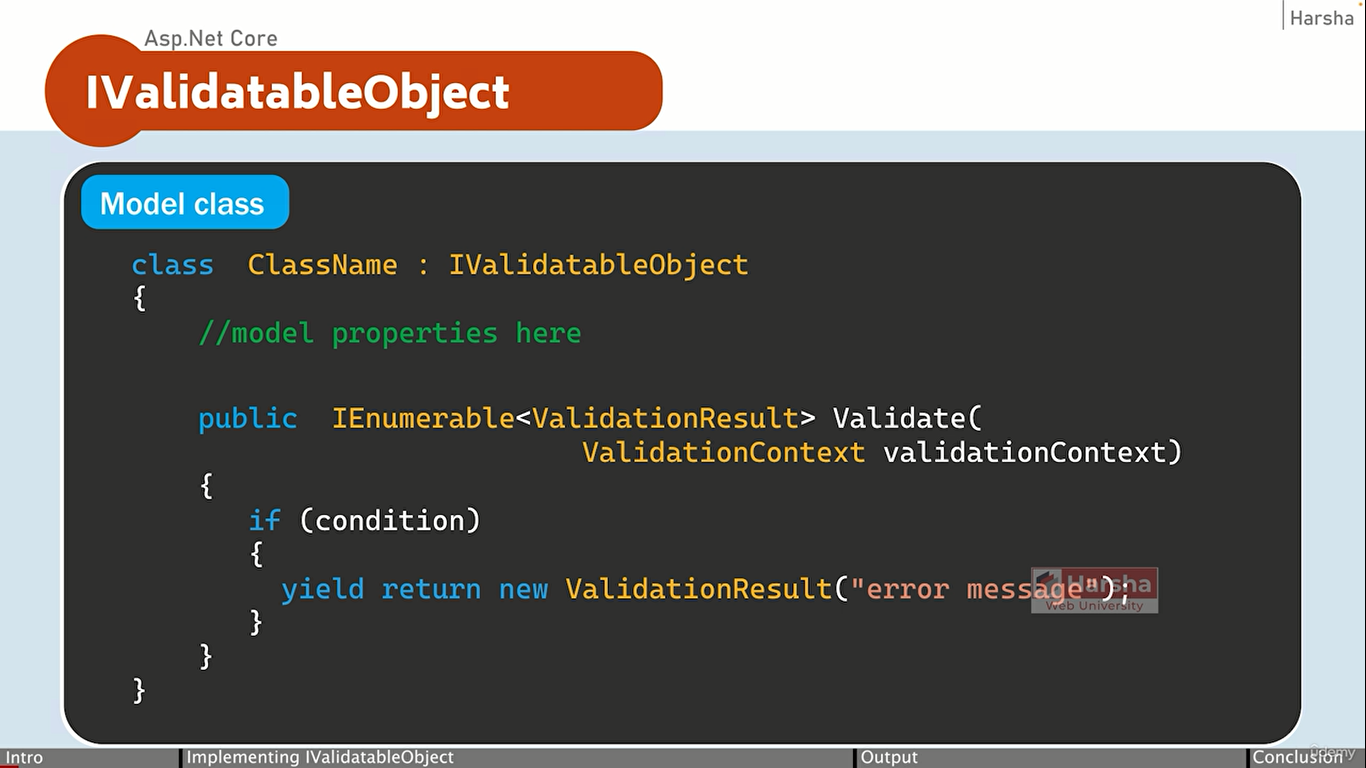 Harsha
Asp.Net Core
IValidatableObject
Model class
class ClassName : IValidatableObject
{
//model properties here
public IEnumerable<ValidationResult> Validate(
ValidationContext validationContext)
{
if (condition)
{
yield return new ValidationResult("error message");
}
}
}
Harsha
Web University
Intro
Implementing IValidatableObject
Output
Conclusion
ûdemy